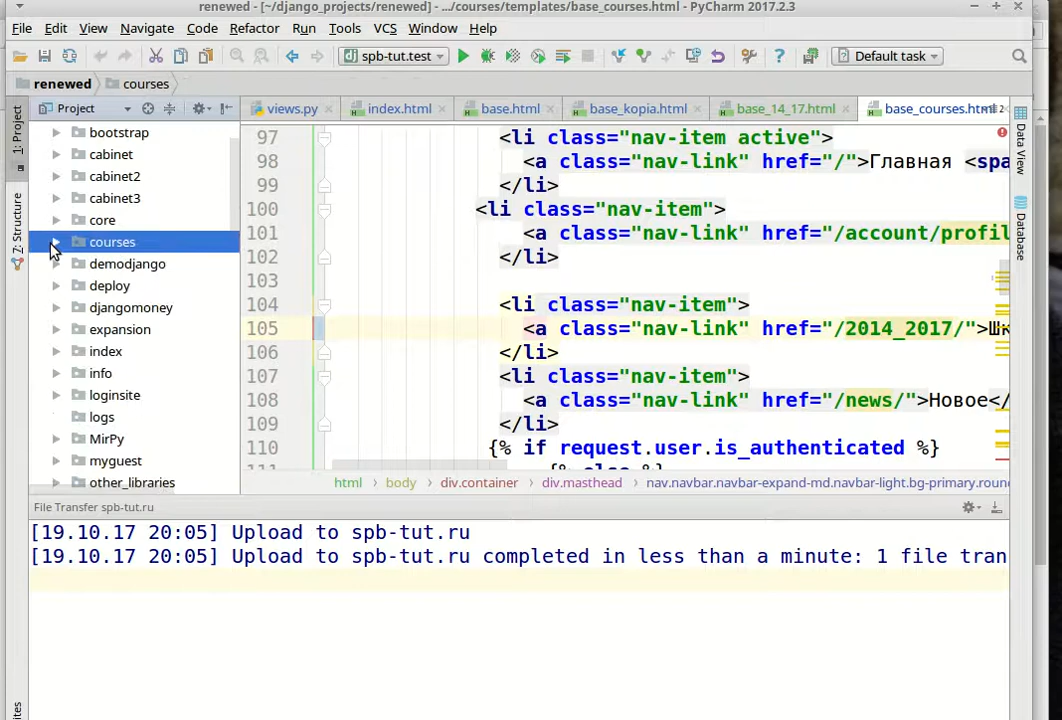 renewed - [~/django_projects/renewed] - .../courses/templates/base_courses.html - PyCharm 2017.2.3
File Edit View Navigate Code Refactor Run Tools VCS Window Help
spb-tut.test
Default task
renewed courses
1: Project
Project
views.py
index.html
base.html
base_kopia.html
base_14_17.html
base_courses.html
2
bootstrap
cabinet
cabinet2
cabinet3
core
courses
demodjango
deploy
djangomoney
expansion
index
info
loginsite
logs
MirPy
myguest
other_libraries
Z: Structure
97 <li class="nav-item active">
98 <a class="nav-link" href="/">Главная <spa
99 </li>
100 <li class="nav-item">
101 <a class="nav-link" href="/account/profil
102 </li>
103
104 <li class="nav-item">
105 <a class="nav-link" href="/2014_2017/">Шк
106 </li>
107 <li class="nav-item">
108 <a class="nav-link" href="/news/">Новое</
109 </li>
110 {% if request.user.is_authenticated %}
111 {% else %}
Data View
Database
html body div.container div.masthead nav.navbar.navbar-expand-md.navbar-light.bg-primary.roun
File Transfer spb-tut.ru
[19.10.17 20:05] Upload to spb-tut.ru
[19.10.17 20:05] Upload to spb-tut.ru completed in less than a minute: 1 file tran